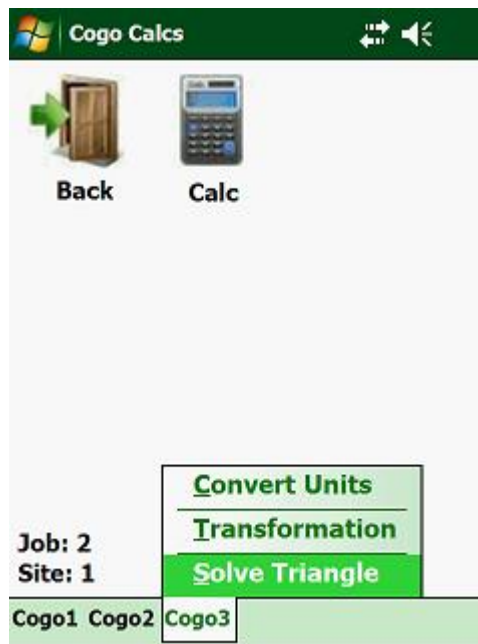 Cogo Calcs
Back Calc
Convert Units
Transformation
Job: 2
Site: 1 Solve Triangle
Cogo1 Cogo2 Cogo3